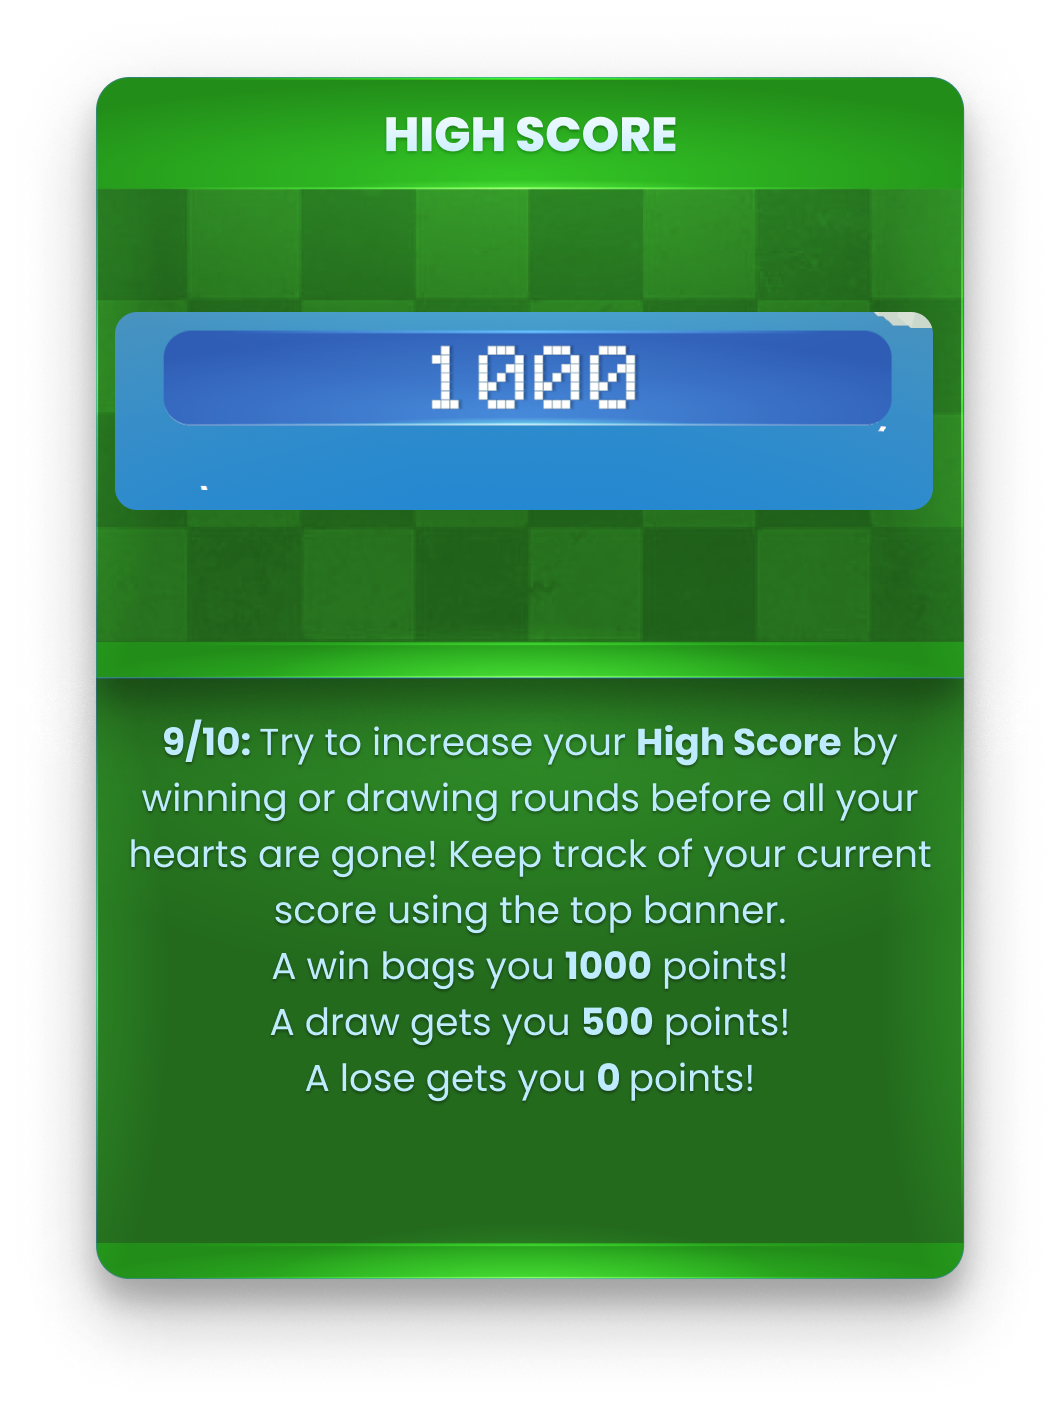 HIGH SCORE
1000
9/10: Try to increase your High Score by
winning or drawing rounds before all your
hearts are gone! Keep track of your current
score using the top banner.
A win bags you 1000 points!
A draw gets you 500 points!
A lose gets you 0 points!